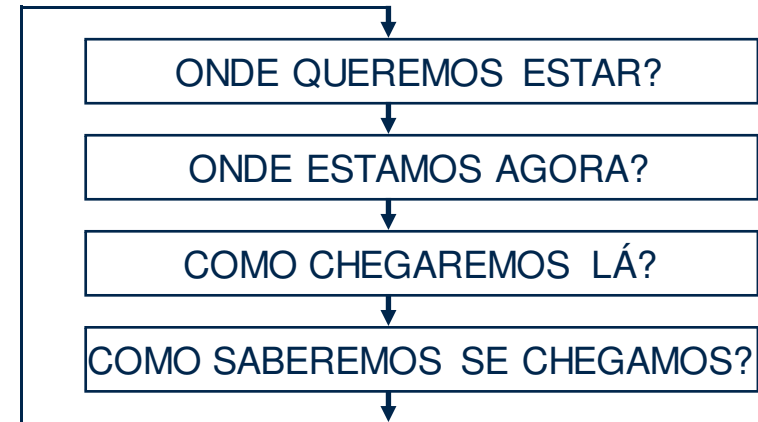 ONDE QUEREMOS ESTAR?
ONDE ESTAMOS AGORA?
COMO CHEGAREMOS LÁ?
COMO SABEREMOS SE CHEGAMOS?